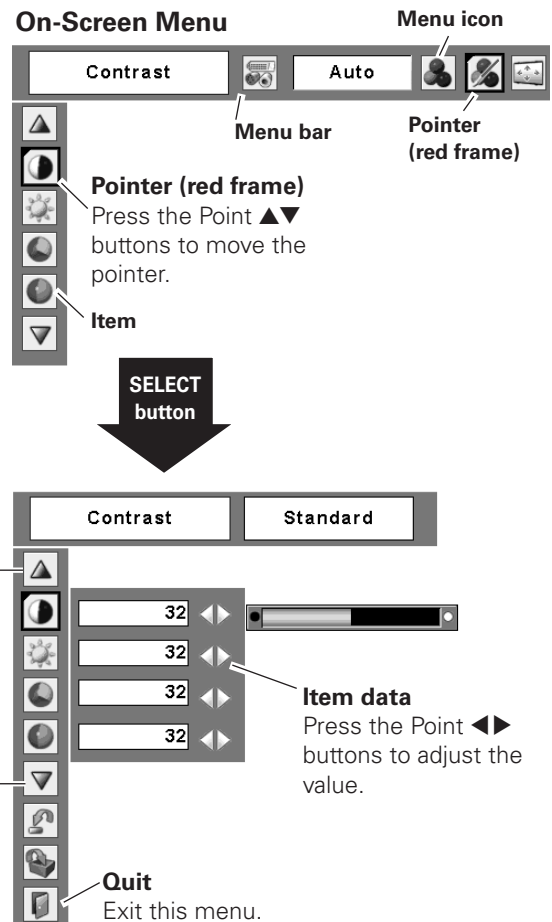 On-Screen Menu
Menu icon
Contrast
Auto
Menu bar
Pointer
(red frame)
Pointer (red frame)
Press the Point ▲▼
buttons to move the
pointer.
Item
SELECT
button
Contrast
Standard
32
32
32
32
Item data
Press the Point ◀▶
buttons to adjust the
value.
Quit
Exit this menu.